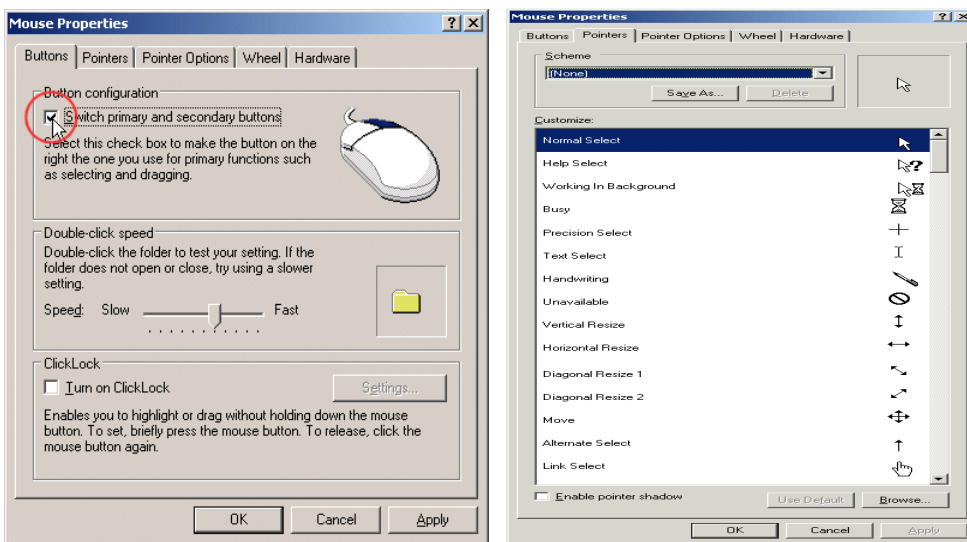 Mouse Properties
Buttons Pointers Pointer Options Wheel Hardware
Button configuration
Switch primary and secondary buttons
Select this check box to make the button on the
right the one you use for primary functions such
as selecting and dragging.
Double-click speed
Double-click the folder to test your setting. If the
folder does not open or close, try using a slower
setting.
Speed: Slow Fast
ClickLock
Turn on ClickLock Settings...
Enables you to highlight or drag without holding down the mouse
button. To set, briefly press the mouse button. To release, click the
mouse button again.
OK Cancel Apply
Mouse Properties
Buttons Pointers Pointer Options Wheel Hardware
Scheme
(None)
Save As... Delete
Customize:
Normal Select
Help Select
Working In Background
Busy
Precision Select
Text Select
Handwriting
Unavailable
Vertical Resize
Horizontal Resize
Diagonal Resize 1
Diagonal Resize 2
Move
Alternate Select
Link Select
Enable pointer shadow Use Default Browse...
OK Cancel Apply